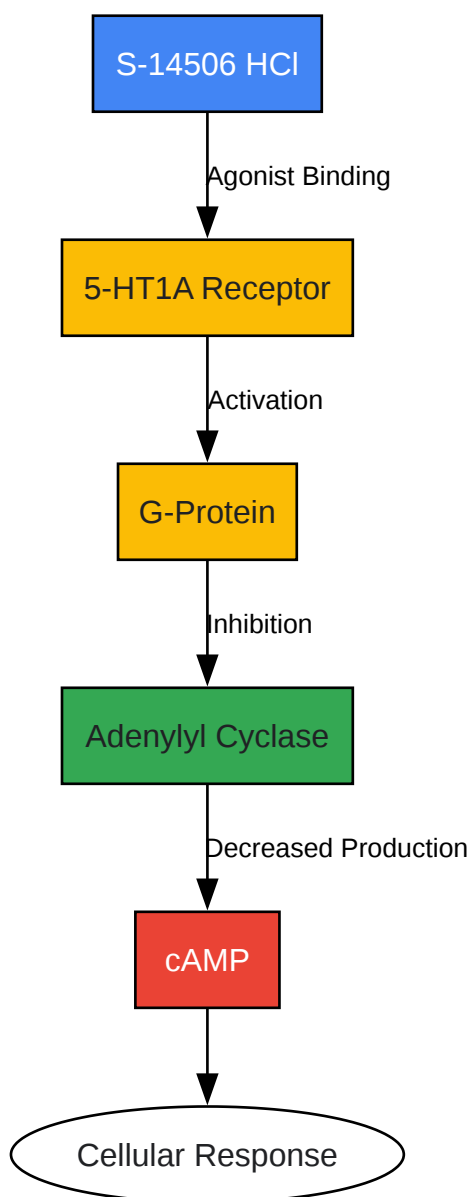 S-14506 HCl
Agonist Binding
5-HT1A Receptor
Activation
G-Protein
Inhibition
Adenylyl Cyclase
Decreased Production
cAMP
Cellular Response